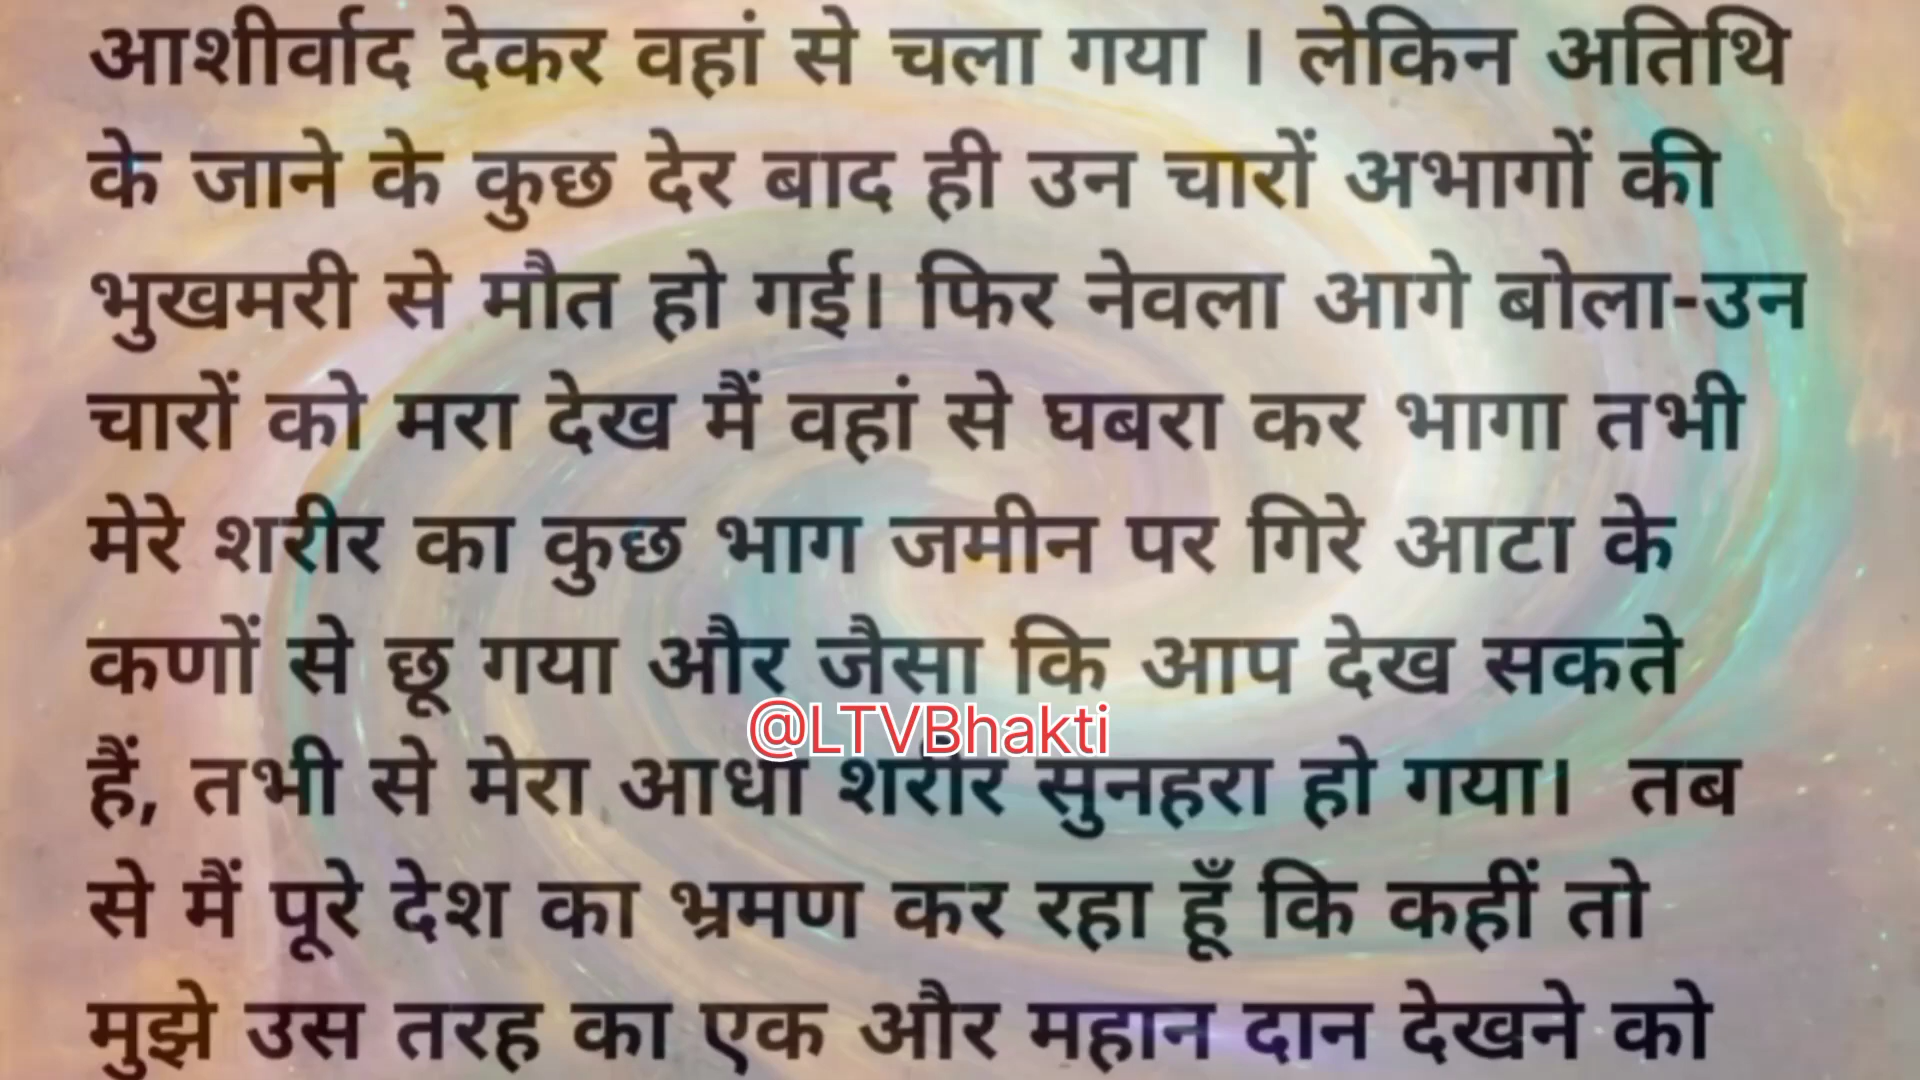 आशीर्वाद देकर वहां से चला गया । लेकिन अतिथि
के जाने के कुछ देर बाद ही उन चारों अभागों की
भुखमरी से मौत हो गई। फिर नेवला आगे बोला-उन
चारों को मरा देख मैं वहां से घबरा कर भागा तभी
मेरे शरीर का कुछ भाग जमीन पर गिरे आटा के
कणों से छू गया और जैसा कि आप देख सकते
@LTVBhakti
हैं, तभी से मेरा आधा शरीर सुनहरा हो गया। तब
से मैं पूरे देश का भ्रमण कर रहा हूँ कि कहीं तो
मुझे उस तरह का एक और महान दान देखने को